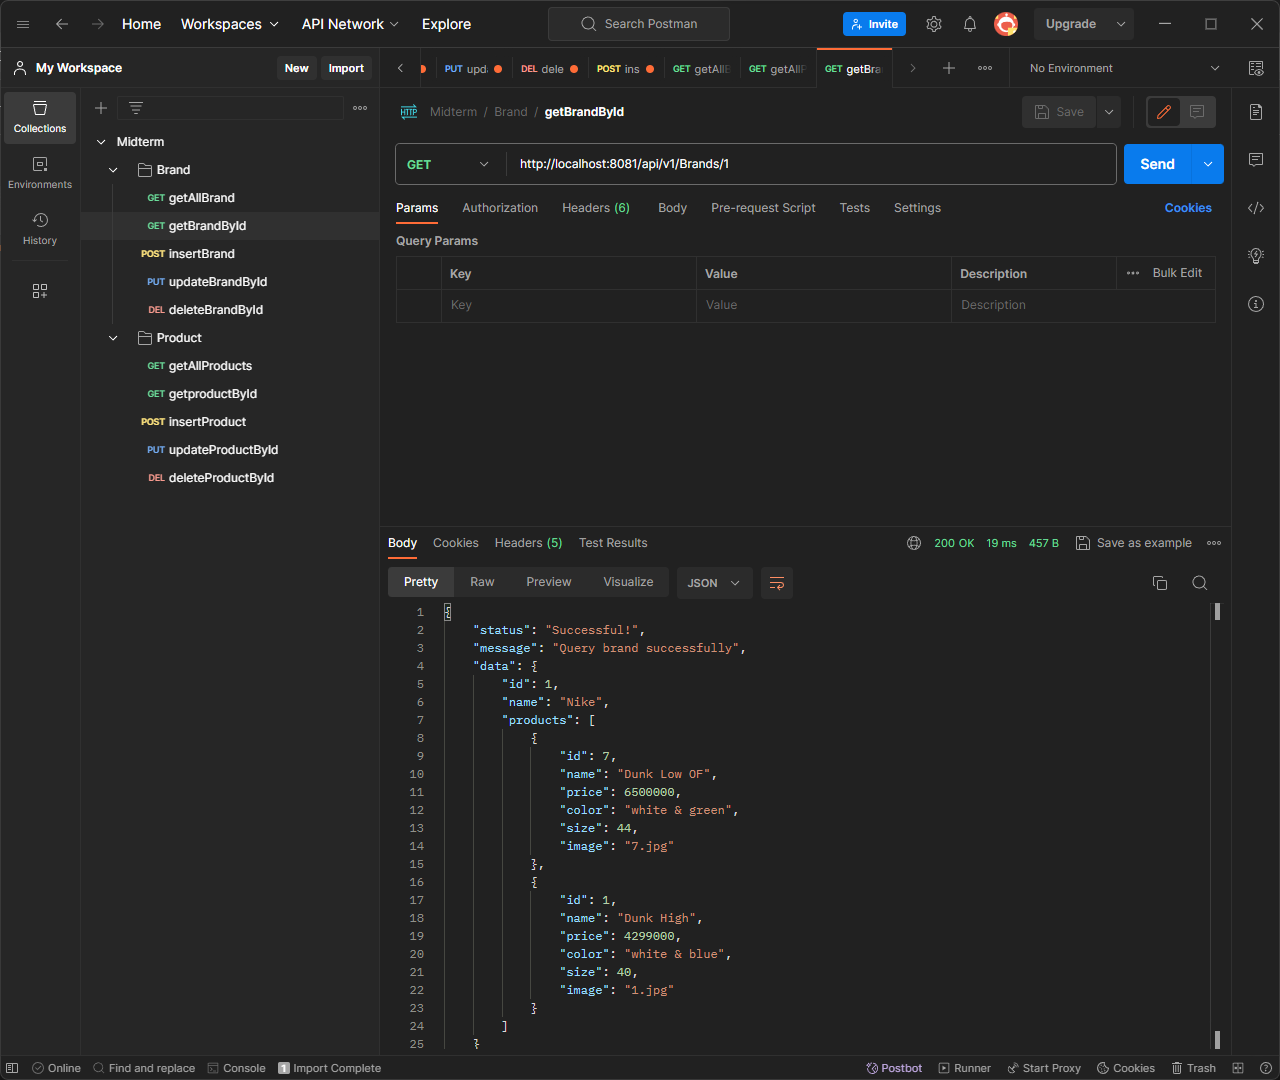 Home Workspaces API Network Explore Search Postman Invite Upgrade
My Workspace New Import PUT upd DEL dele POST ins GET getAllB GET getAllP GET getBra No Environment
Collections
Environments
History
Midterm
Brand
GET getAllBrand
GET getBrandById
POST insertBrand
PUT updateBrandById
DEL deleteBrandById
Product
GET getAllProducts
GET getproductById
POST insertProduct
PUT updateProductById
DEL deleteProductById
HTTP Midterm / Brand / getBrandById Save
GET http://localhost:8081/api/v1/Brands/1 Send
Params Authorization Headers (6) Body Pre-request Script Tests Settings Cookies
Query Params
Key Value Description Bulk Edit
Key Value Description
Body Cookies Headers (5) Test Results 200 OK 19 ms 457 B Save as example
Pretty Raw Preview Visualize JSON
1 {
2 "status": "Successful!",
3 "message": "Query brand successfully",
4 "data": {
5 "id": 1,
6 "name": "Nike",
7 "products": [
8 {
9 "id": 7,
10 "name": "Dunk Low OF",
11 "price": 6500000,
12 "color": "white & green",
13 "size": 44,
14 "image": "7.jpg"
15 },
16 {
17 "id": 1,
18 "name": "Dunk High",
19 "price": 4299000,
20 "color": "white & blue",
21 "size": 40,
22 "image": "1.jpg"
23 }
24 ]
25 }
Online Find and replace Console 1 Import Complete Postbot Runner Start Proxy Cookies Trash